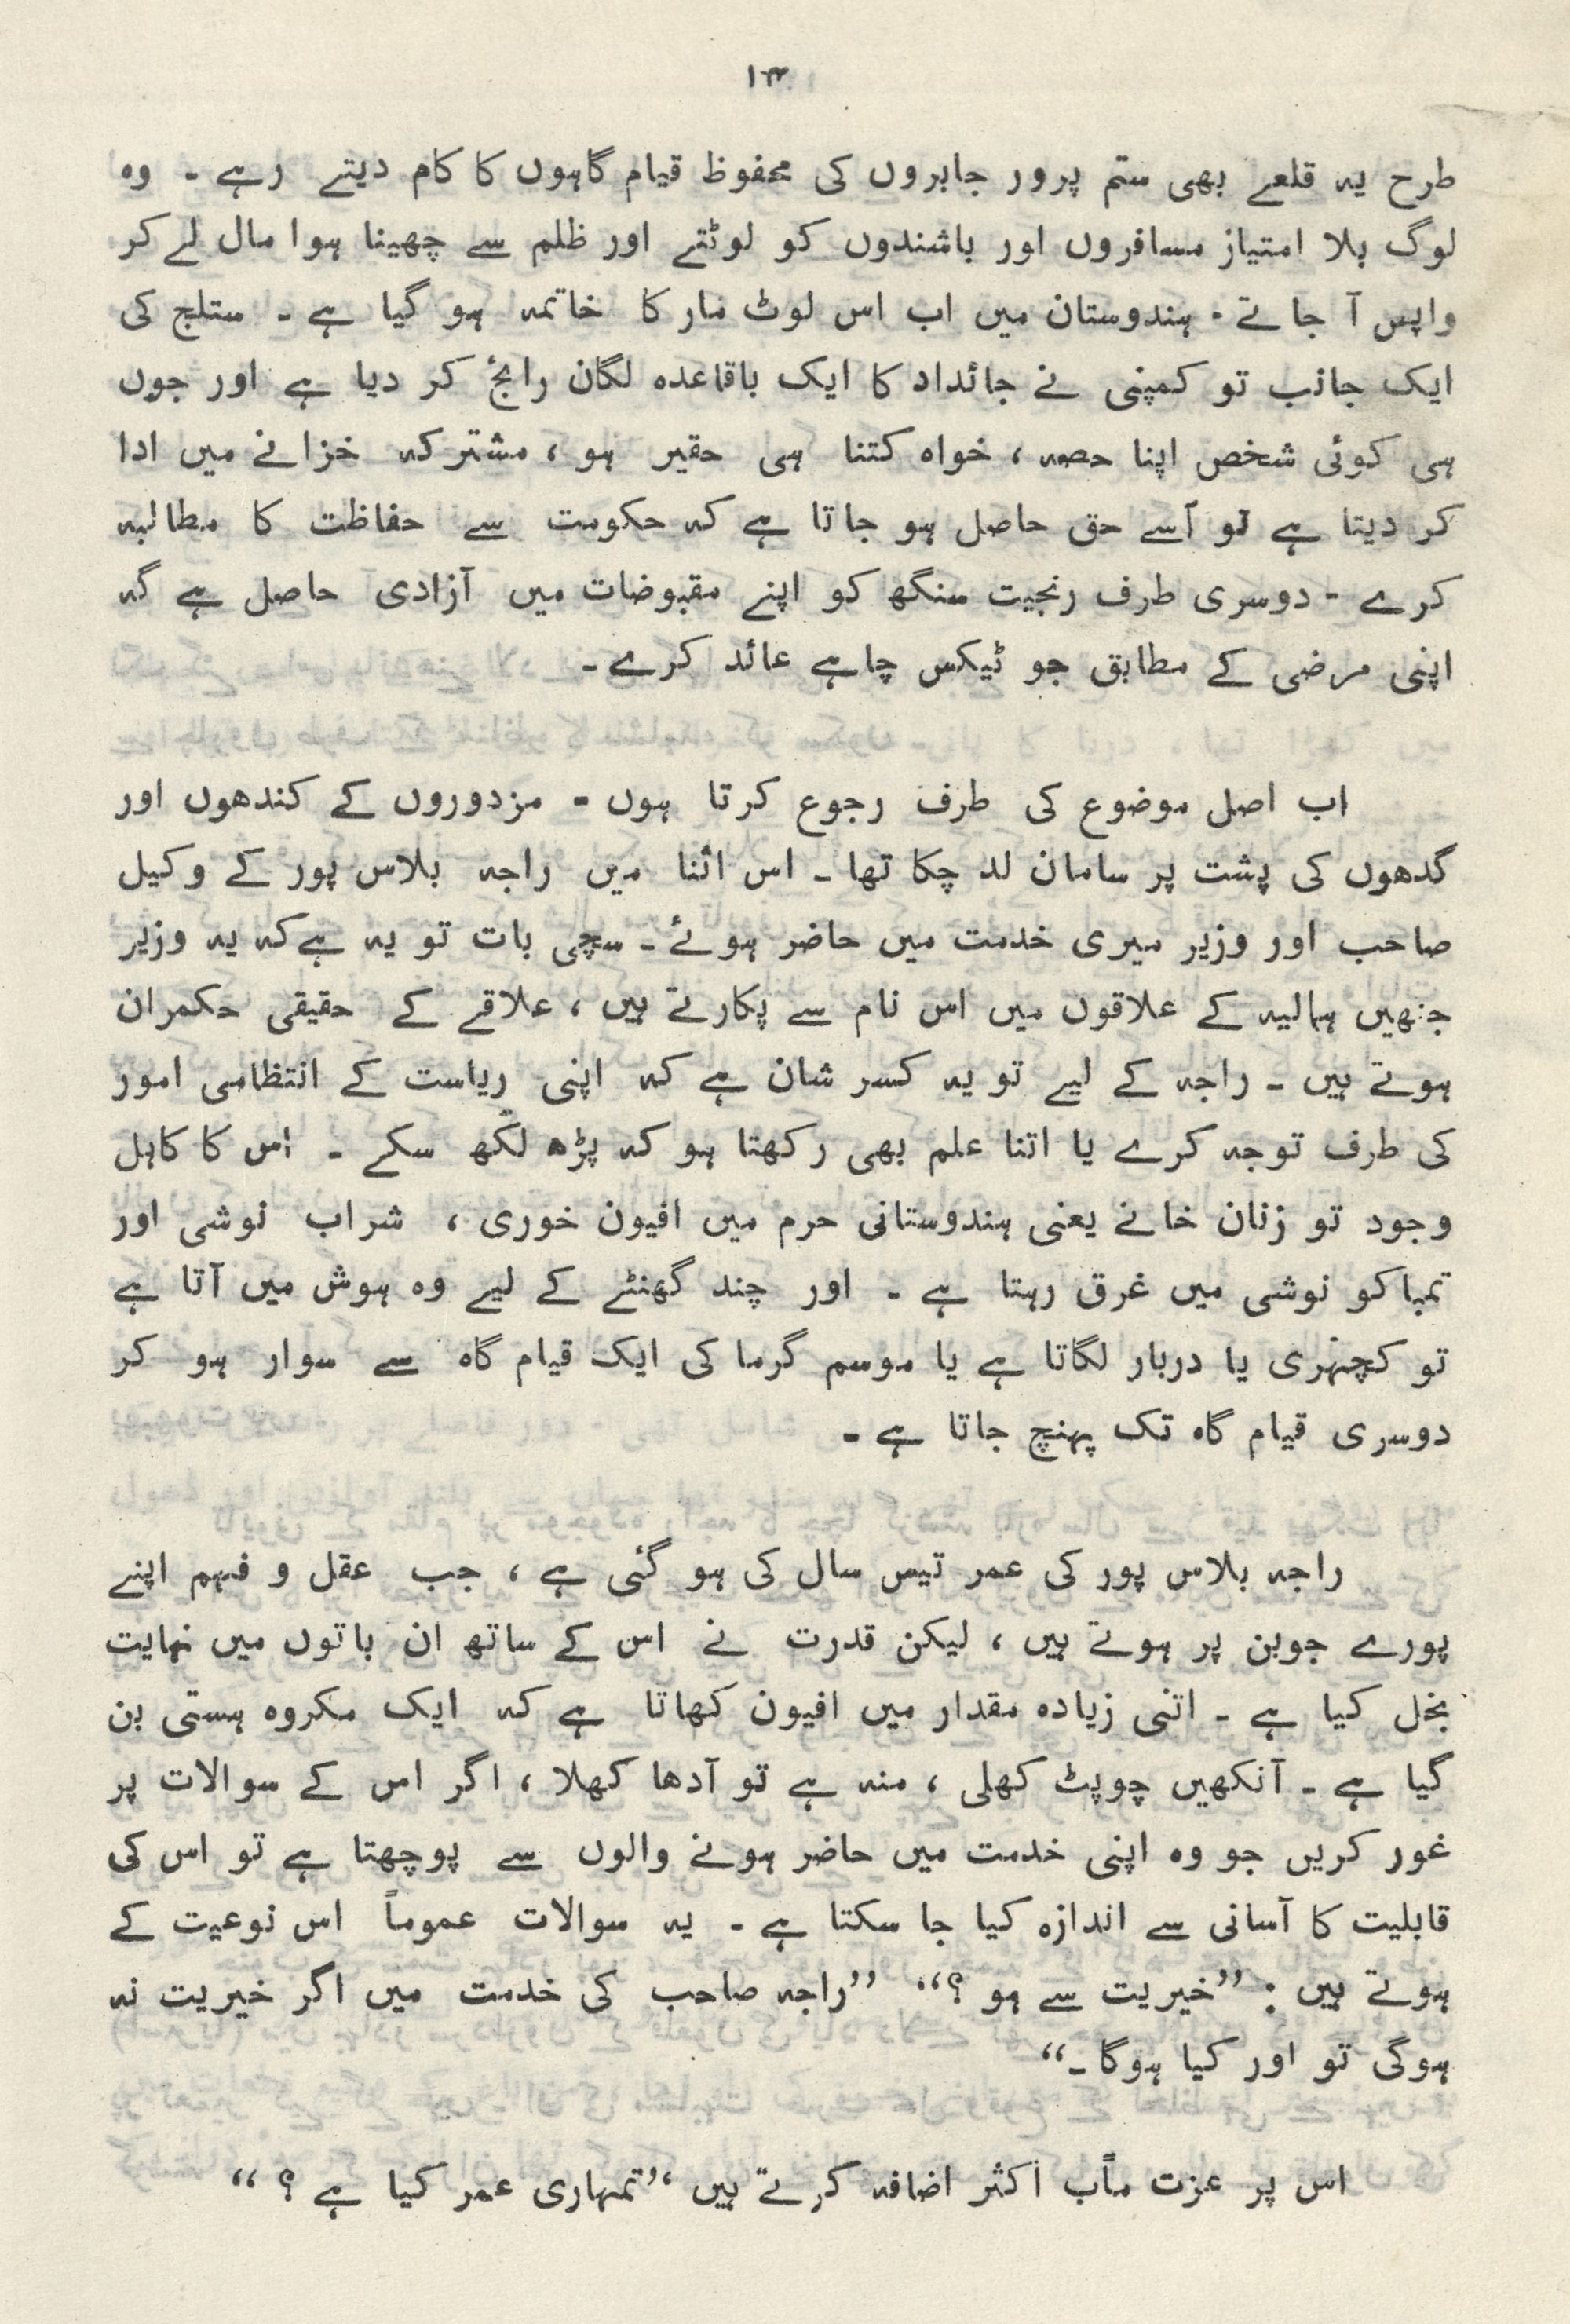 ۱۳
طرح یہ قلعے بھی ستم پرور جابروں کی محفوظ قیام گاہوں کا کام دیتے رہے ۔ وہ
لوگ بلا امتیاز مسافروں اور باشندوں کو لوٹتے اور ظلم سے چھینا ہوا مال لے کر
واپس آ جاتے ۔ ہندوستان میں اب اس لوٹ مار کا خاتمہ ہو گیا ہے ۔ ستلج کی
ایک جانب تو کمپنی نے جائداد کا ایک باقاعدہ لگان رائج کر دیا ہے اور جوں
ہی کوئی شخص اپنا حصہ ، خواہ کتنا ہی حقیر ہو ، مشترکہ خزانے میں ادا
کر دیتا ہے تو اُسے حق حاصل ہو جاتا ہے کہ حکومت سے حفاظت کا مطالبہ
کرے ۔ دوسری طرف رنجیت سنگھ کو اپنے مقبوضات میں آزادی حاصل ہے کہ
اپنی مرضی کے مطابق جو ٹیکس چاہے عائد کرے ۔
اب اصل موضوع کی طرف رجوع کرتا ہوں ۔ مزدوروں کے کندھوں اور
گدھوں کی پشت پر سامان لد چکا تھا ۔ اس اثنا میں راجہ بلاس پور کے وکیل
صاحب اور وزیر میری خدمت میں حاضر ہوئے ۔ سچی بات تو یہ ہے کہ یہ وزیر
جنھیں ہمالیہ کے علاقوں میں اس نام سے پکارتے ہیں ، علاقے کے حقیقی حکمران
ہوتے ہیں ۔ راجہ کے لیے تو یہ کسر شان ہے کہ اپنی ریاست کے انتظامی امور
کی طرف توجہ کرے یا اتنا علم بھی رکھتا ہو کہ پڑھ لکھ سکے ۔ اس کا کاہل
وجود تو زنان خانے یعنی ہندوستانی حرم میں افیون خوری ، شراب نوشی اور
تمباکو نوشی میں غرق رہتا ہے ۔ اور چند گھنٹے کے لیے وہ ہوش میں آتا ہے
تو کچہری یا دربار لگاتا ہے یا موسم گرما کی ایک قیام گاہ سے سوار ہو کر
دوسری قیام گاہ تک پہنچ جاتا ہے ۔
راجہ بلاس پور کی عمر تیس سال کی ہو گئی ہے ، جب عقل و فہم اپنے
پورے جوبن پر ہوتے ہیں ، لیکن قدرت نے اس کے ساتھ ان باتوں میں نہایت
بخل کیا ہے ۔ اتنی زیادہ مقدار میں افیون کھاتا ہے کہ ایک مکروہ ہستی بن
گیا ہے ۔ آنکھیں چوپٹ کھلی ، منہ ہے تو آدھا کھلا ، اگر اس کے سوالات پر
غور کریں جو وہ اپنی خدمت میں حاضر ہونے والوں سے پوچھتا ہے تو اس کی
قابلیت کا آسانی سے اندازہ کیا جا سکتا ہے ۔ یہ سوالات عموماً اس نوعیت کے
ہوتے ہیں : ”خیریت سے ہو ؟“ ”راجہ صاحب کی خدمت میں اگر خیریت نہ
ہوگی تو اور کیا ہوگا ۔“
اس پر عزت مآب اکثر اضافہ کرتے ہیں ”تمہاری عمر کیا ہے ؟ “